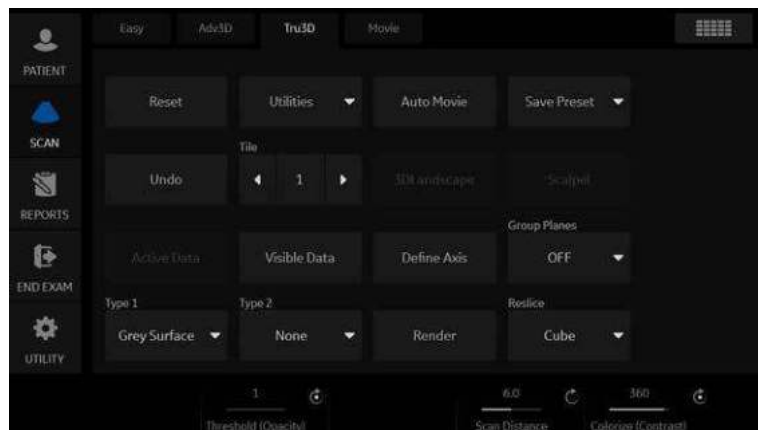 Easy Adv3D Tru3D Movie
PATIENT
Reset Utilities Auto Movie Save Preset
SCAN
Tile
Undo 1 3DLandscape Scalpel
REPORTS
Group Planes
Active Data Visible Data Define Axis OFF
END EXAM
Type 1 Type 2 Reslice
Grey Surface None Render Cube
UTILITY
1 6.0 360
Threshold (Opacity) Scan Distance Colorize (Contrast)